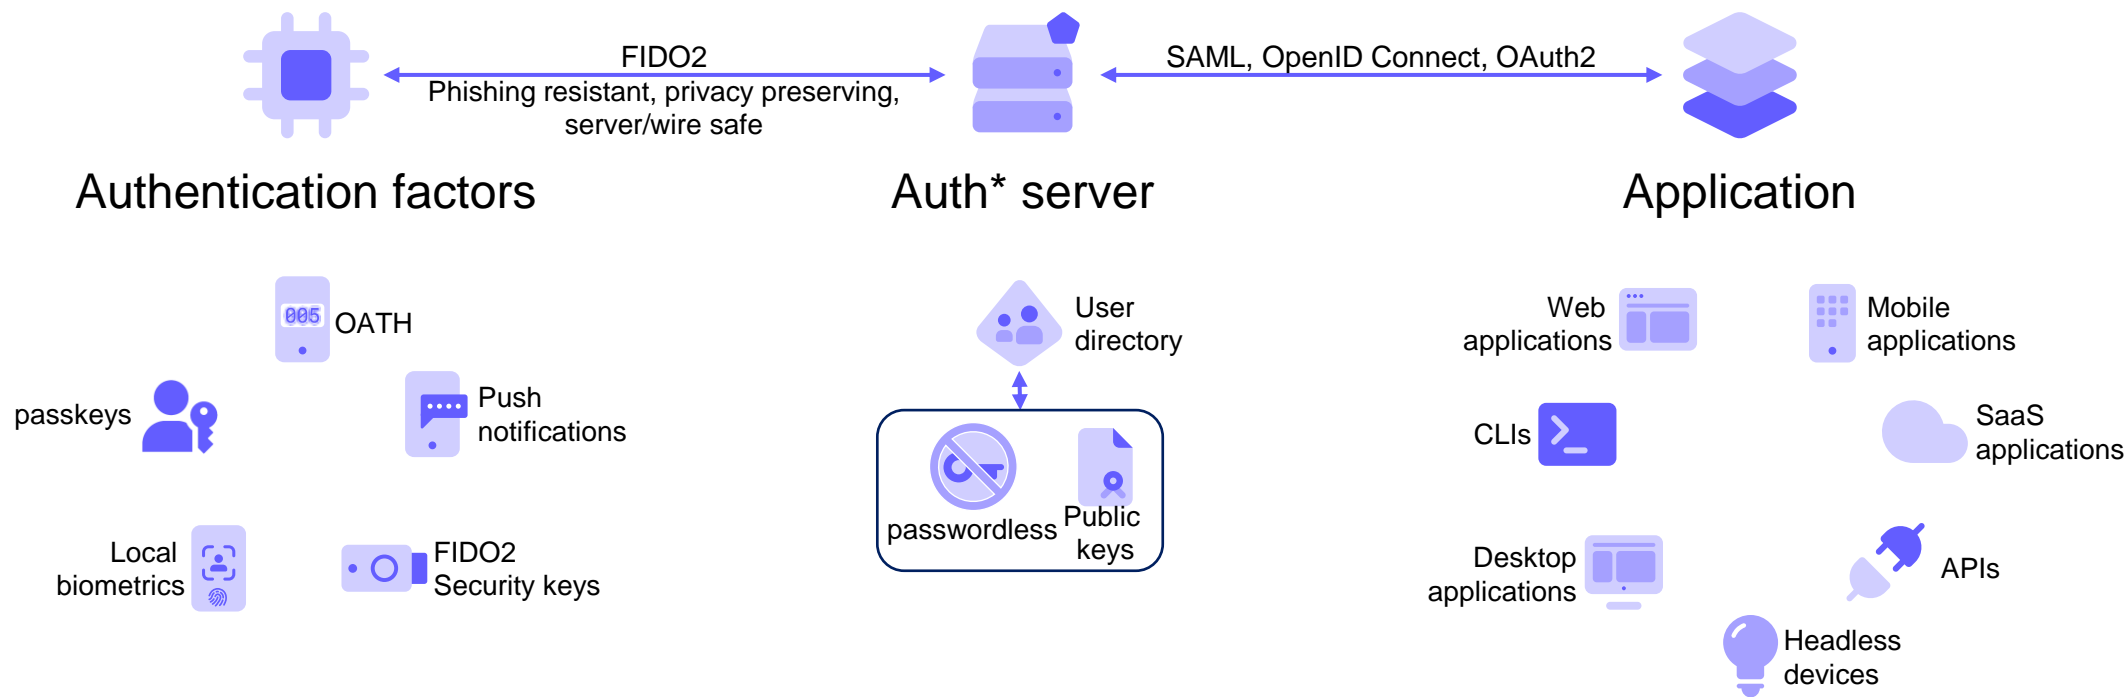 FIDO2
Phishing resistant, privacy preserving,
server/wire safe
SAML, OpenID Connect, OAuth2
Authentication factors
Auth* server
Application
005
OATH
passkeys
Push
notifications
Local
biometrics
FIDO2
Security keys
User
directory
passwordless
Public
keys
Web
applications
Mobile
applications
CLIs
SaaS
applications
Desktop
applications
APIs
Headless
devices